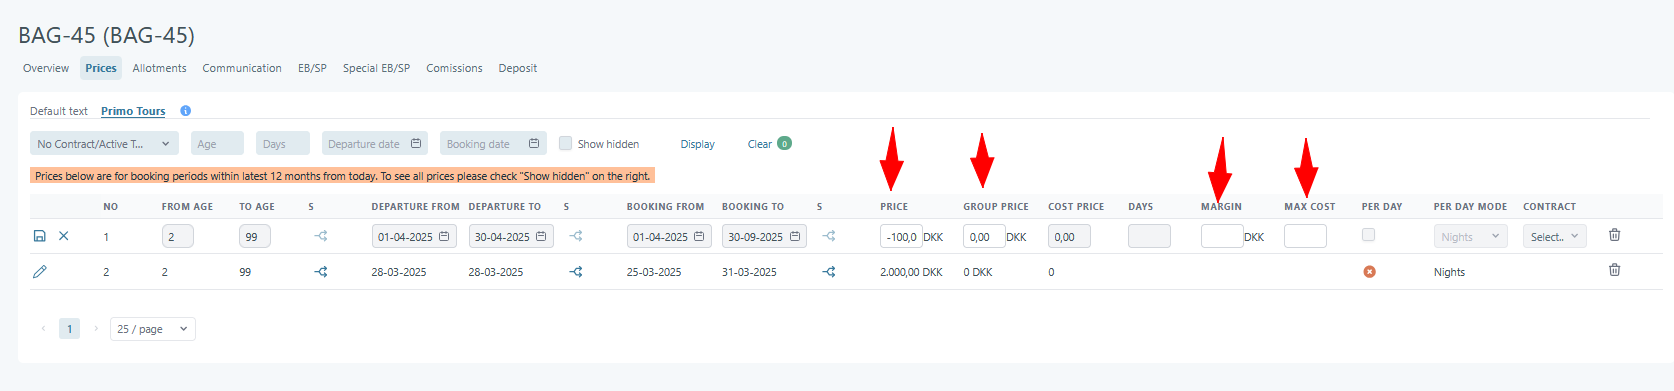 BAG-45 (BAG-45)
Overview Prices Allotments Communication EB/SP Special EB/SP Comissions Deposit
Default text Primo Tours
No Contract/Active T... Age Days Departure date Booking date Show hidden Display Clear 0
Prices below are for booking periods within latest 12 months from today. To see all prices please check "Show hidden" on the right.
NO FROM AGE TO AGE S DEPARTURE FROM DEPARTURE TO S BOOKING FROM BOOKING TO S PRICE GROUP PRICE COST PRICE DAYS MARGIN MAX COST PER DAY PER DAY MODE CONTRACT
1 2 99 01-04-2025 30-04-2025 01-04-2025 30-09-2025 -100,0 DKK 0,00 DKK 0,00 DKK Nights Select..
2 2 99 28-03-2025 28-03-2025 25-03-2025 31-03-2025 2.000,00 DKK 0 DKK 0 Nights
1 25 / page